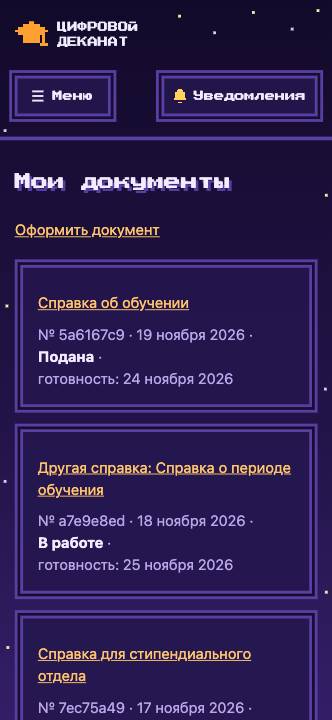 ЦИФРОВОЙ
ДЕКАНАТ
☰ Меню
🔔 Уведомления
Мои документы
Оформить документ
Справка об обучении
№ 5a6167c9 · 19 ноября 2026 ·
Подана ·
готовность: 24 ноября 2026
Другая справка: Справка о периоде
обучения
№ a7e9e8ed · 18 ноября 2026 ·
В работе ·
готовность: 25 ноября 2026
Справка для стипендиального
отдела
№ 7ec75a49 · 17 ноября 2026 ·